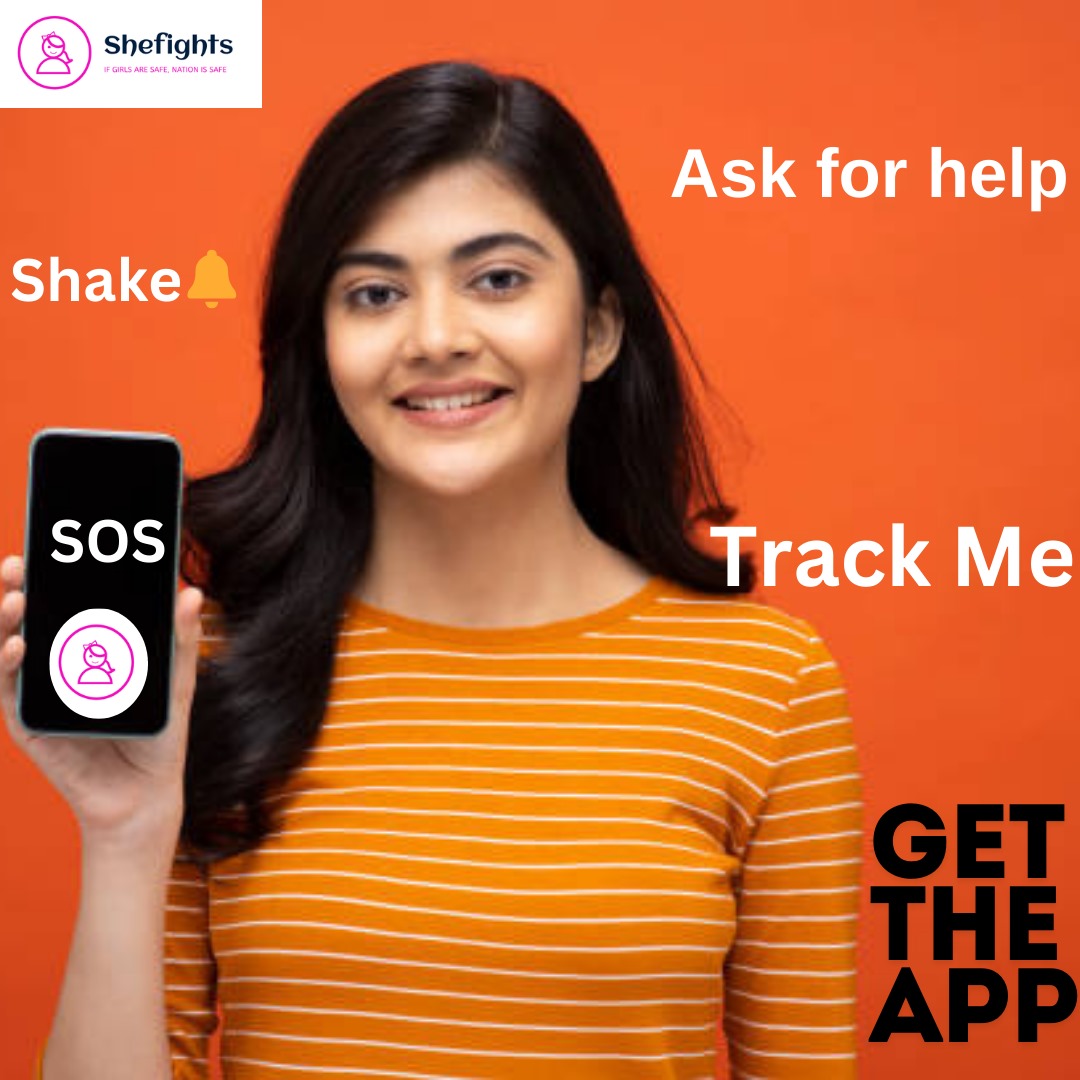 Shefights
IF GIRLS ARE SAFE, NATION IS SAFE
Ask for help
Shake
SOS
Track Me
GET
THE
APP